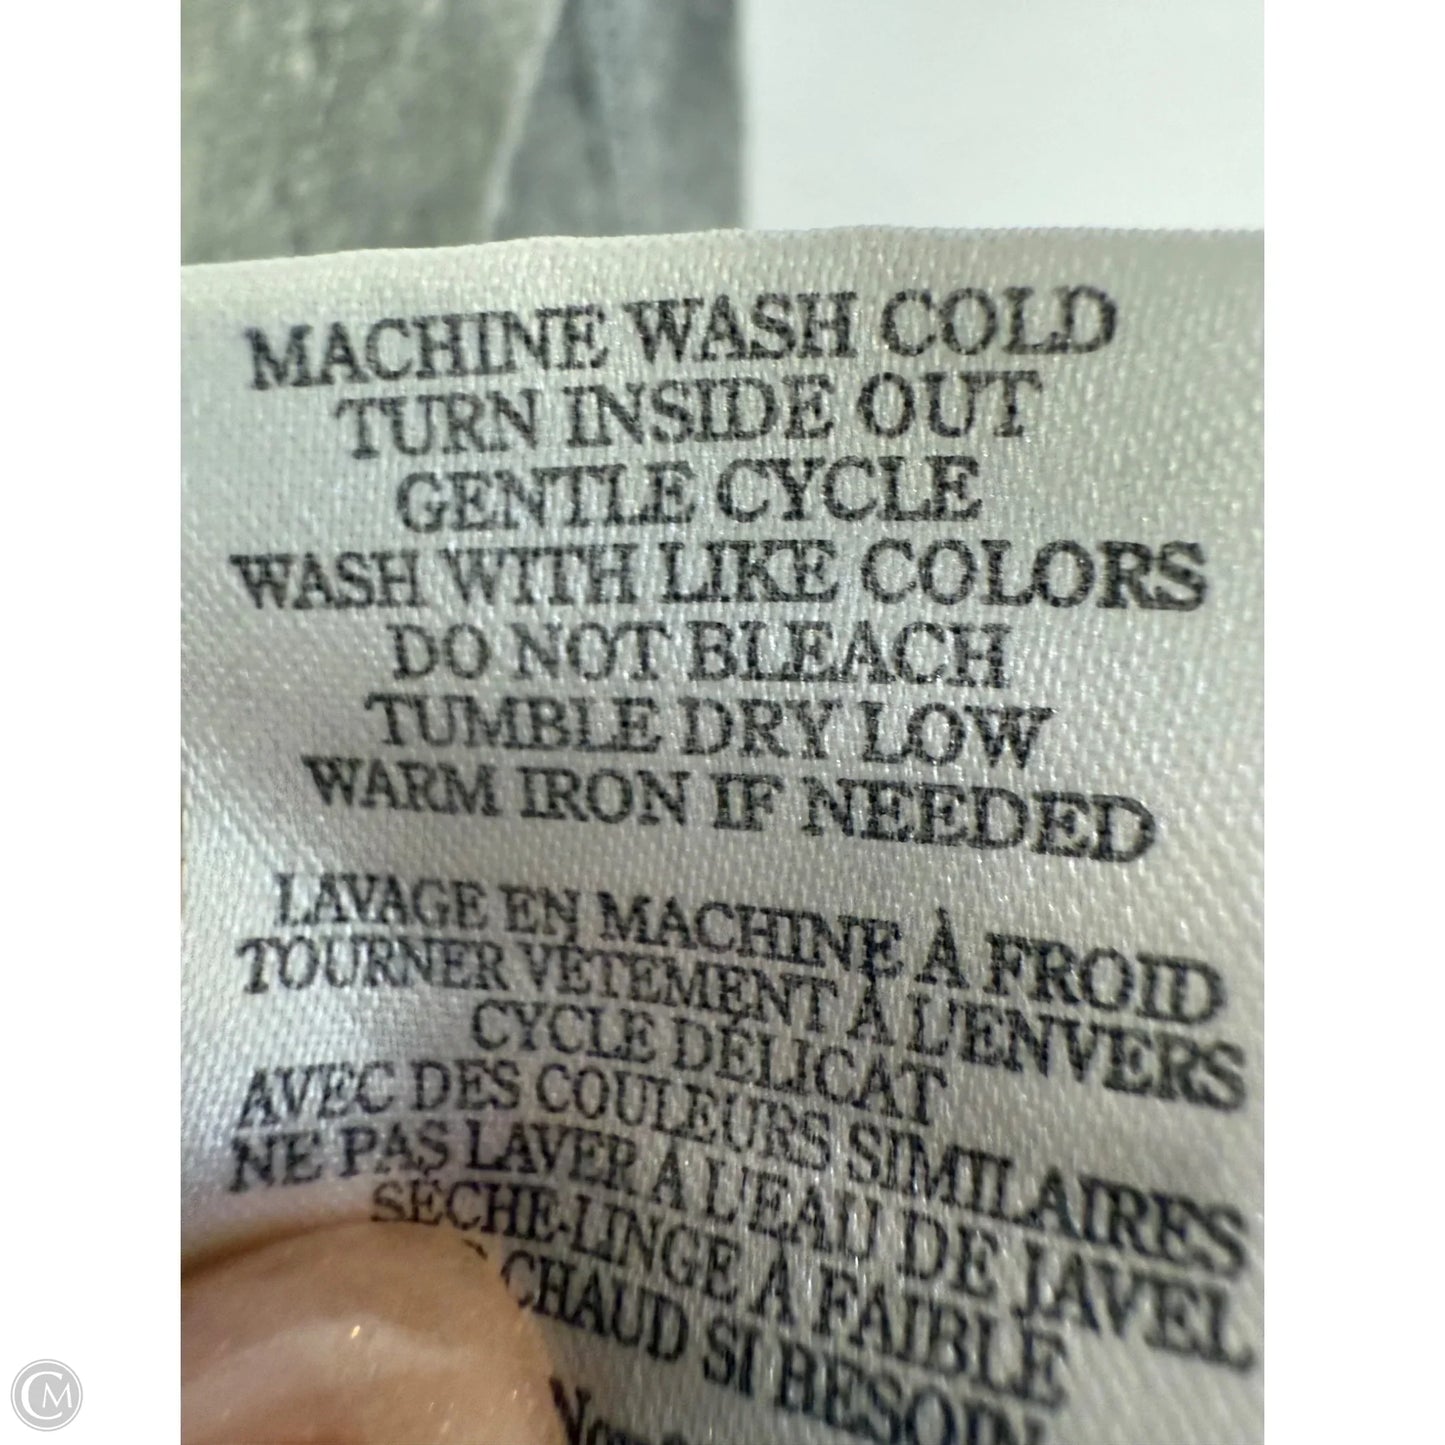 MACHINE WASH COLD
TURN INSIDE OUT
GENTLE CYCLE
WASH WITH LIKE COLORS
DO NOT BLEACH
TUMBLE DRY LOW
WARM IRON IF NEEDED
LAVAGE EN MACHINE À FROID
TOURNER VÊTEMENT À L'ENVERS
CYCLE DÉLICAT
AVEC DES COULEURS SIMILAIRES
NE PAS LAVER À L'EAU DE JAVEL
SÉCHE-LINGE À FAIBLE
CHAUD SI BESOIN
CM